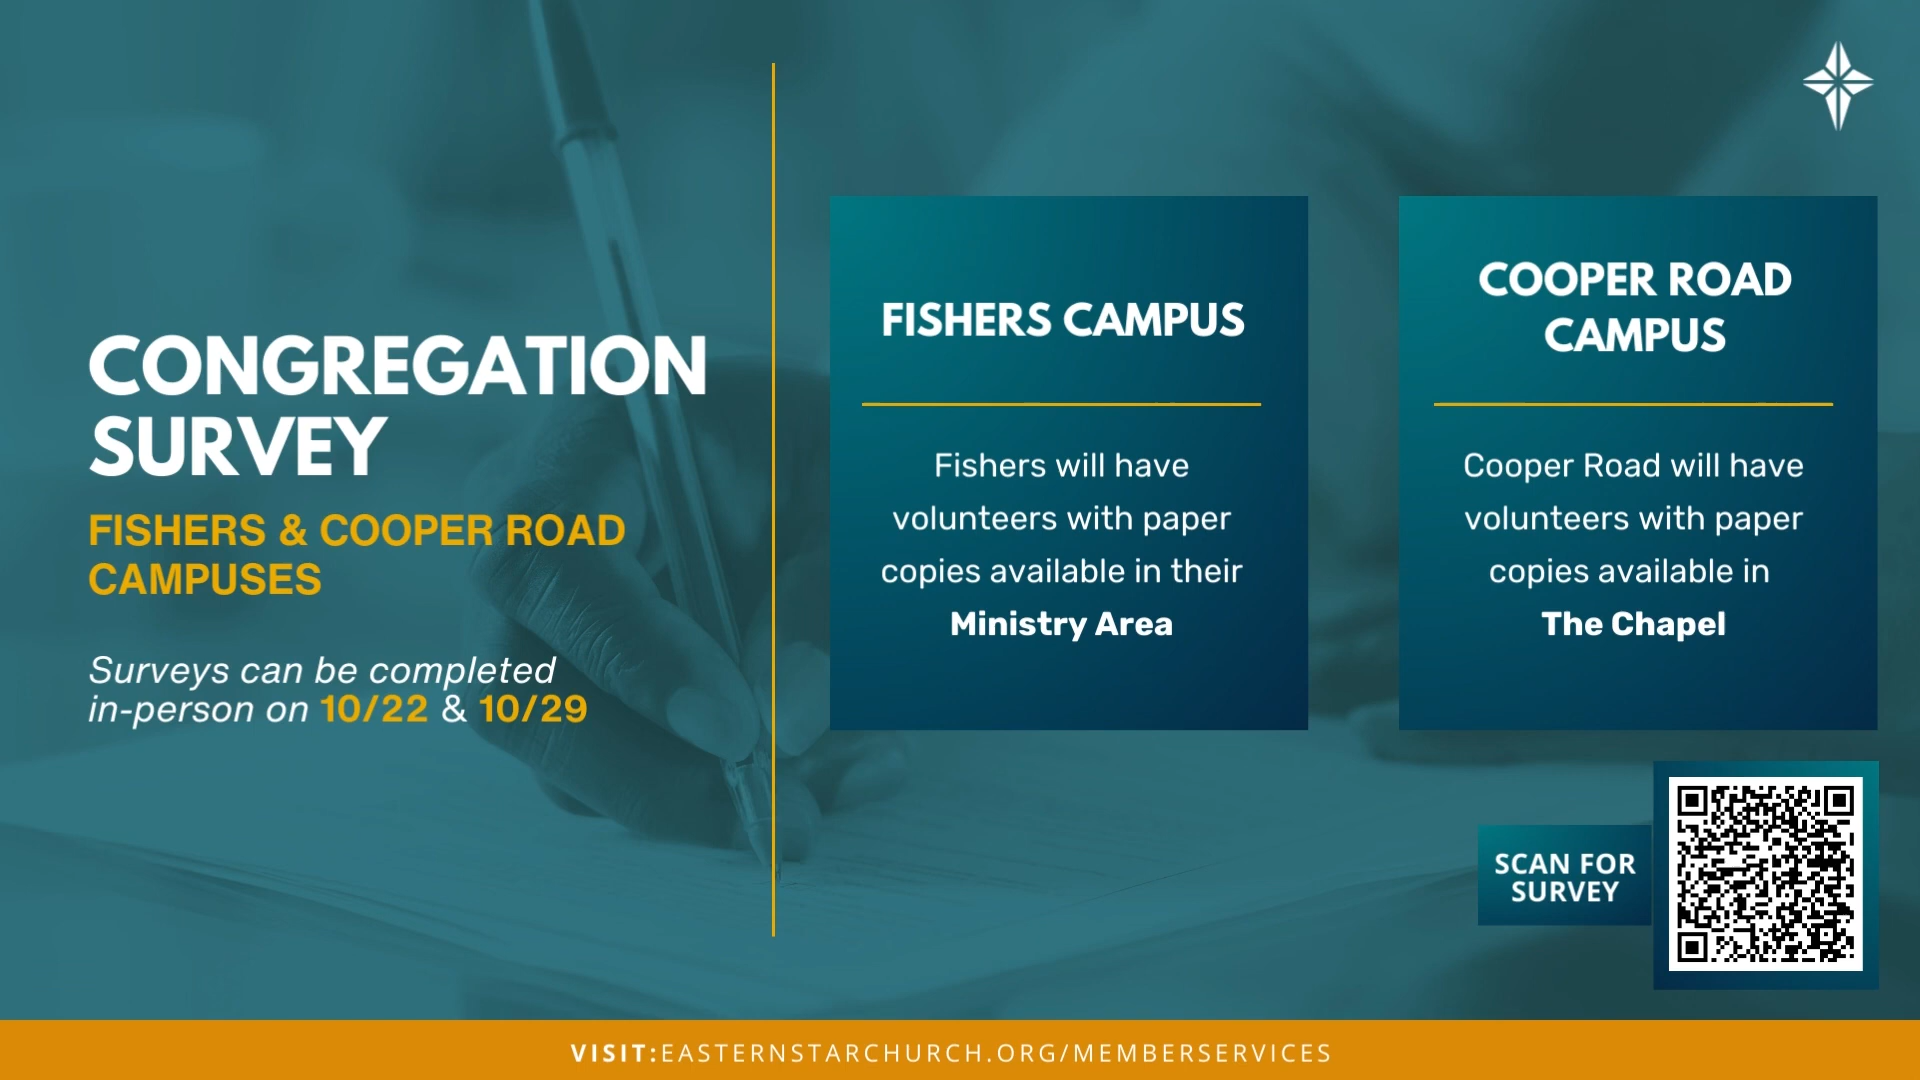 CONGREGATION
SURVEY
FISHERS & COOPER ROAD
CAMPUSES
Surveys can be completed
in-person on 10/22 & 10/29
FISHERS CAMPUS
Fishers will have
volunteers with paper
copies available in their
Ministry Area
COOPER ROAD
CAMPUS
Cooper Road will have
volunteers with paper
copies available in
The Chapel
SCAN FOR
SURVEY
VISIT:EASTERNSTARCHURCH.ORG/MEMBERSERVICES